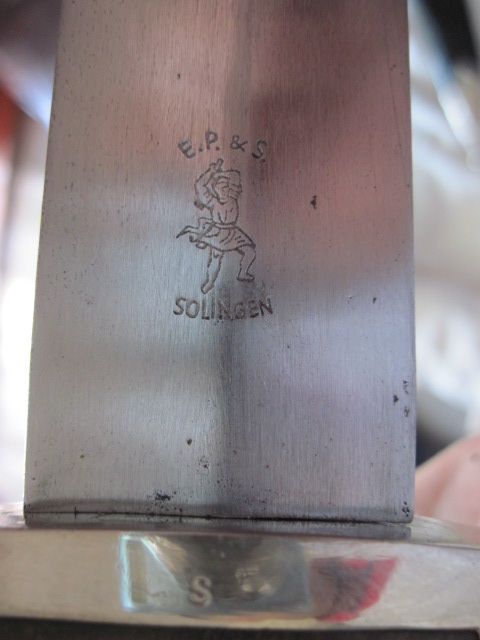 E.P. & S.
SOLINGEN
S